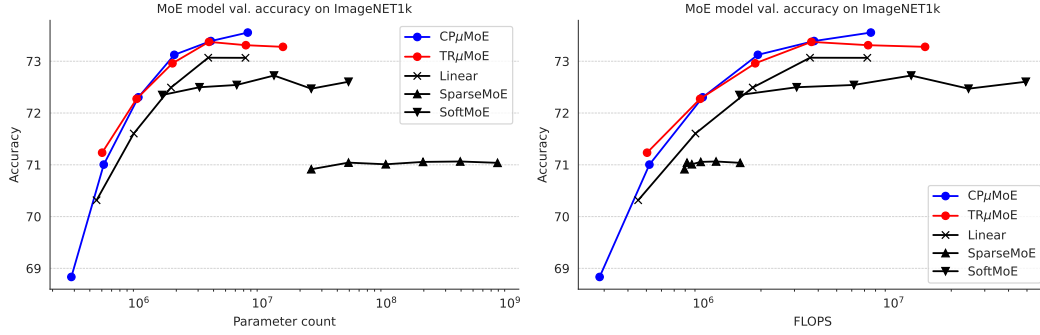 MoE model val. accuracy on ImageNET1k
Accuracy
73
72
71
70
69
CPμMoE
TRμMoE
Linear
SparseMoE
SoftMoE
10⁶
10⁷
10⁸
10⁹
Parameter count
MoE model val. accuracy on ImageNET1k
Accuracy
73
72
71
70
69
CPμMoE
TRμMoE
Linear
SparseMoE
SoftMoE
10⁶
10⁷
FLOPS